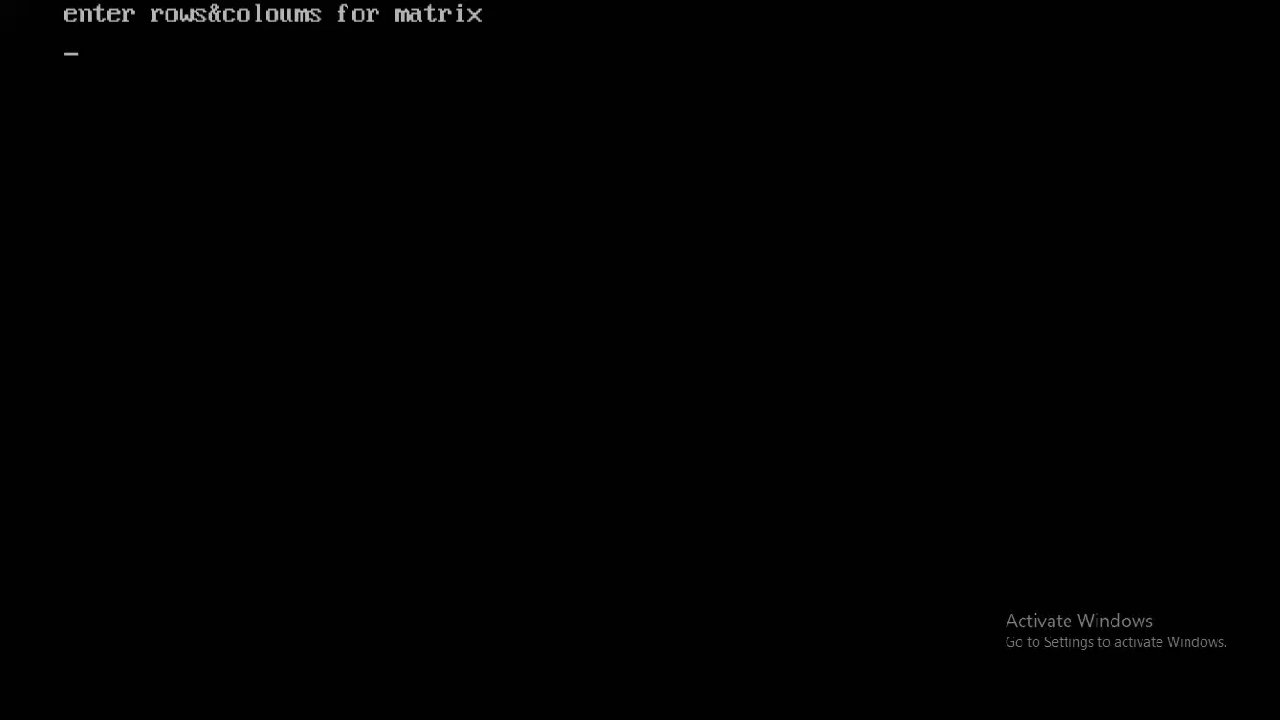 enter rows&coloums for matrix
_
Activate Windows
Go to Settings to activate Windows.